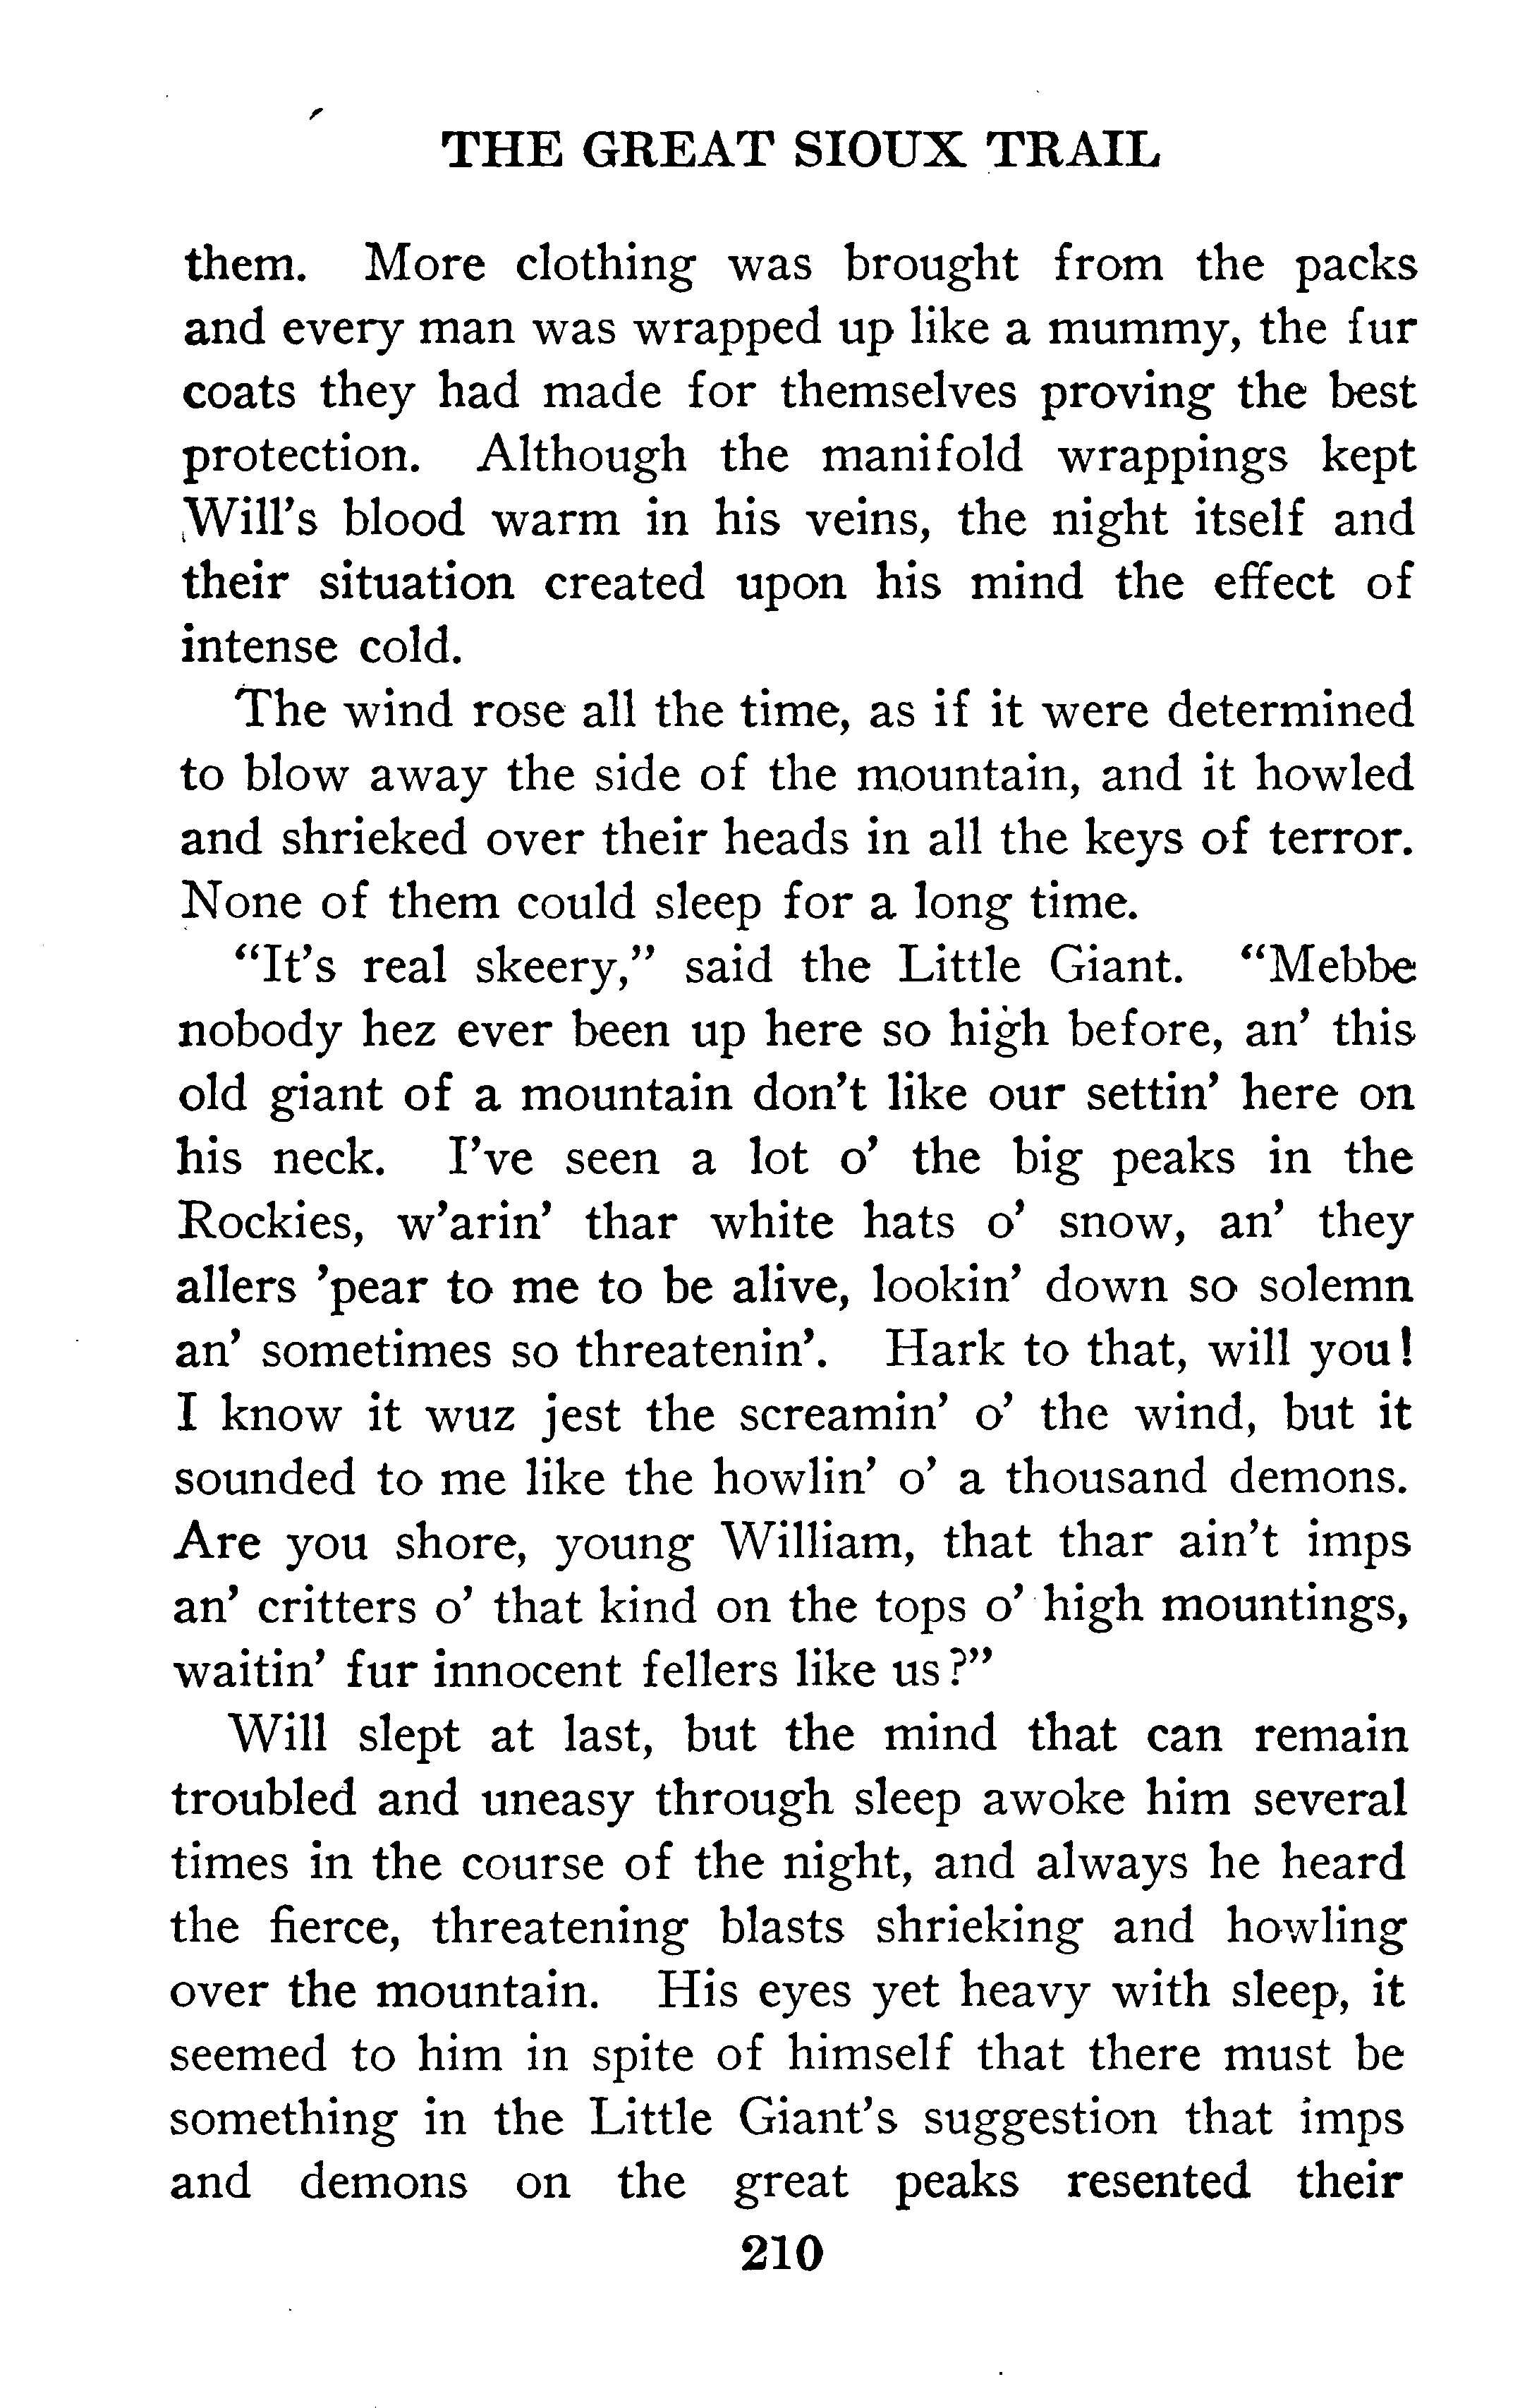 THE GREAT SIOUX TRAIL
them. More clothing was brought from the packs
and every man was wrapped up like a mummy, the fur
coats they had made for themselves proving the best
protection. Although the manifold wrappings kept
Will's blood warm in his veins, the night itself and
their situation created upon his mind the effect of
intense cold.
The wind rose all the time, as if it were determined
to blow away the side of the mountain, and it howled
and shrieked over their heads in all the keys of terror.
None of them could sleep for a long time.
"It's real skeery," said the Little Giant. "Mebbe
nobody hez ever been up here so high before, an' this
old giant of a mountain don't like our settin' here on
his neck. I've seen a lot o' the big peaks in the
Rockies, w'arin' thar white hats o' snow, an' they
allers 'pear to me to be alive, lookin' down so solemn
an' sometimes so threatenin'. Hark to that, will you!
I know it wuz jest the screamin' o' the wind, but it
sounded to me like the howlin' o' a thousand demons.
Are you shore, young William, that thar ain't imps
an' critters o' that kind on the tops o' high mountings,
waitin' fur innocent fellers like us?"
Will slept at last, but the mind that can remain
troubled and uneasy through sleep awoke him several
times in the course of the night, and always he heard
the fierce, threatening blasts shrieking and howling
over the mountain. His eyes yet heavy with sleep, it
seemed to him in spite of himself that there must be
something in the Little Giant's suggestion that imps
and demons on the great peaks resented their
210